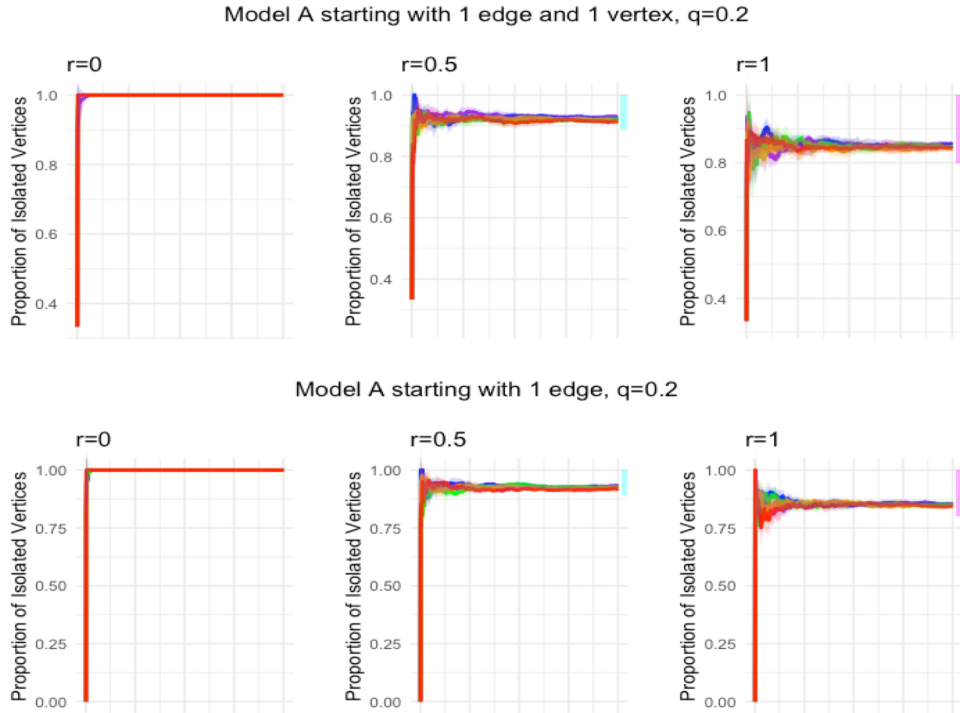 Model A starting with 1 edge and 1 vertex, q=0.2
r=0
Proportion of Isolated Vertices
1.0
0.8
0.6
0.4
r=0.5
Proportion of Isolated Vertices
1.0
0.8
0.6
0.4
r=1
Proportion of Isolated Vertices
1.0
0.8
0.6
0.4
Model A starting with 1 edge, q=0.2
r=0
Proportion of Isolated Vertices
1.00
0.75
0.50
0.25
0.00
r=0.5
Proportion of Isolated Vertices
1.00
0.75
0.50
0.25
0.00
r=1
Proportion of Isolated Vertices
1.00
0.75
0.50
0.25
0.00